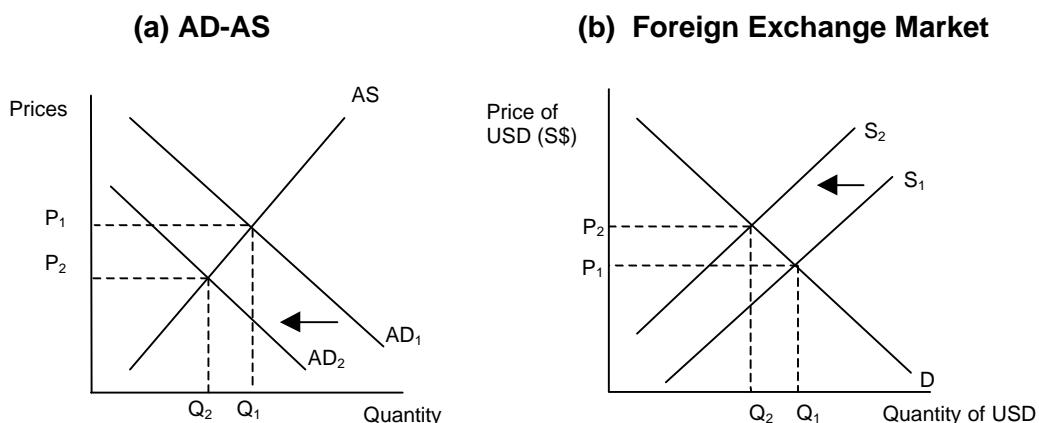 (a) AD-AS
Prices
AS
P1
P2
AD1
AD2
Q2
Q1
Quantity
(b) Foreign Exchange Market
Price of
USD (S$)
S2
S1
P2
P1
D
Q2
Q1
Quantity of USD